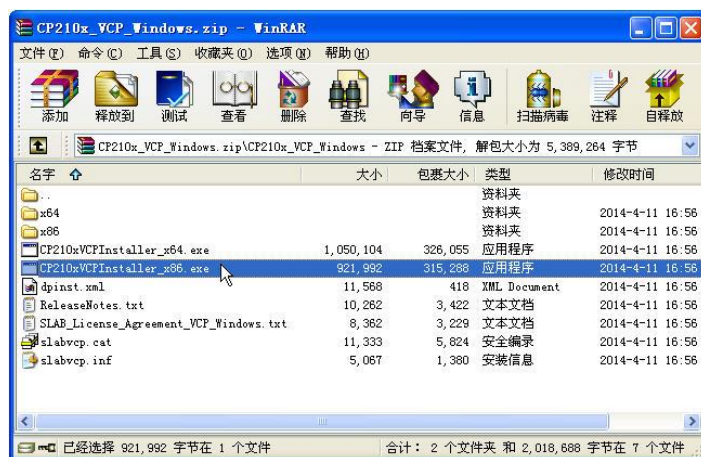 CP210x_VCP_Windows.zip - WinRAR
文件(F) 命令(C) 工具(S) 收藏夹(O) 选项(N) 帮助(H)
添加 释放到 测试 查看 删除 查找 向导 信息 扫描病毒 注释 自释放
CP210x_VCP_Windows.zip\CP210x_VCP_Windows - ZIP 档案文件, 解包大小为 5,389,264 字节
名字 大小 包裹大小 类型 修改时间
.. 资料夹
x64 资料夹 2014-4-11 16:56
x86 资料夹 2014-4-11 16:56
CP210xVCPInstaller_x64.exe 1,050,104 326,055 应用程序 2014-4-11 16:56
CP210xVCPInstaller_x86.exe 921,992 315,288 应用程序 2014-4-11 16:56
dpinst.xml 11,568 418 XML Document 2014-4-11 16:56
ReleaseNotes.txt 10,262 3,422 文本文档 2014-4-11 16:56
SLAB_License_Agreement_VCP_Windows.txt 8,362 3,229 文本文档 2014-4-11 16:56
slabvcp.cat 11,333 5,824 安全编录 2014-4-11 16:56
slabvcp.inf 5,067 1,380 安装信息 2014-4-11 16:56
已经选择 921,992 字节在 1 个文件 合计: 2 个文件夹 和 2,018,688 字节在 7 个文件